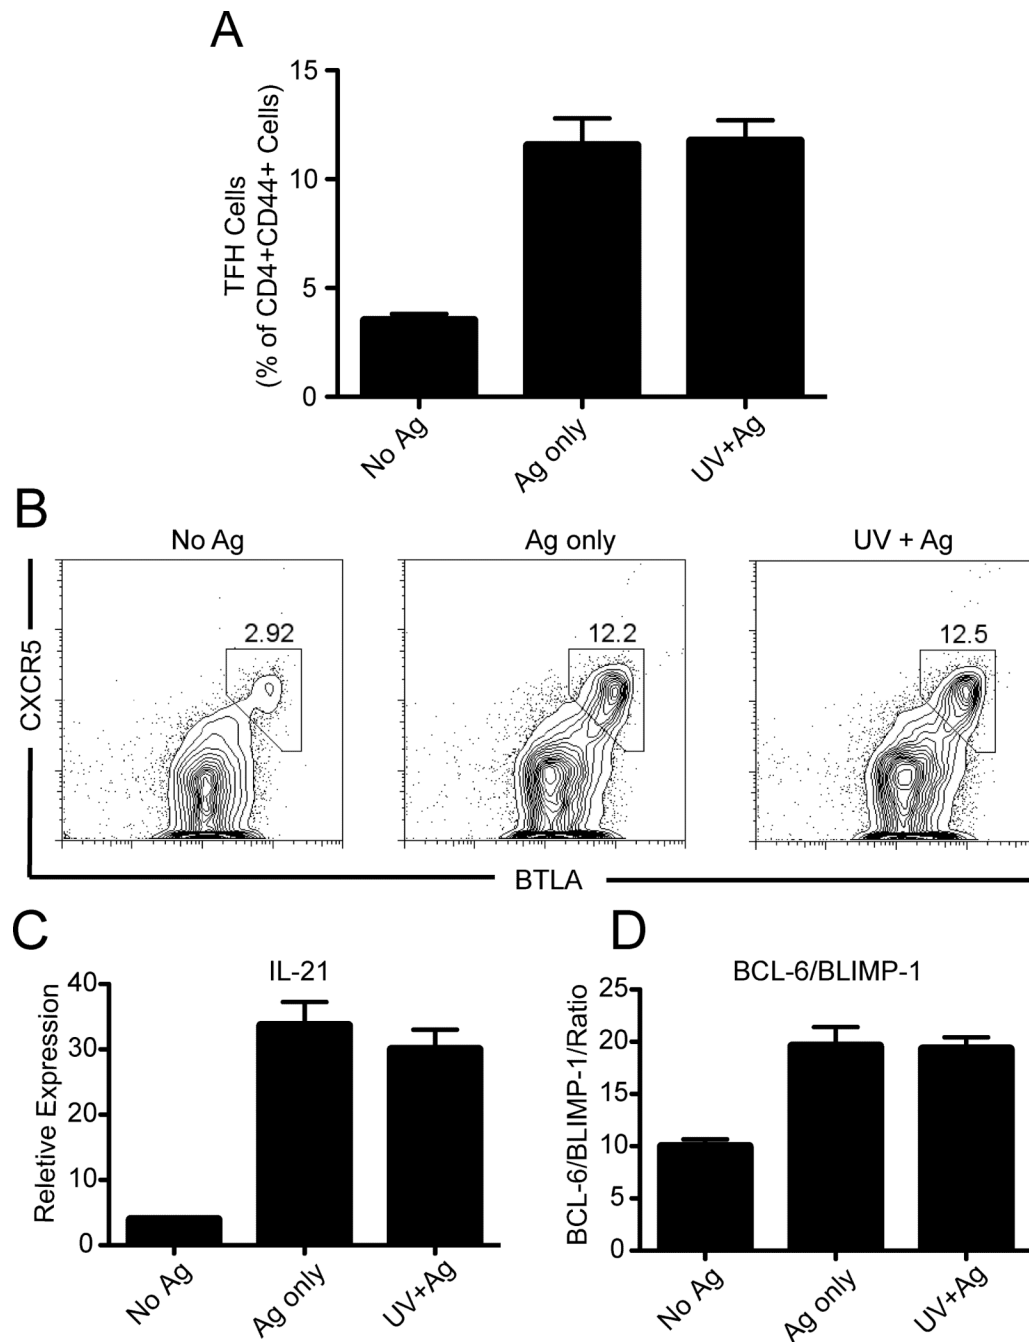 A
15
10
5
0
TFH Cells
(% of CD4+CD44+ Cells)
No Ag
Ag only
UV+Ag
B
No Ag
Ag only
UV + Ag
2.92
12.2
12.5
CXCR5
BTLA
C
IL-21
40
30
20
10
0
Reletive Expression
No Ag
Ag only
UV+Ag
D
BCL-6/BLIMP-1
25
20
15
10
5
0
BCL-6/BLIMP-1/Ratio
No Ag
Ag only
UV+Ag